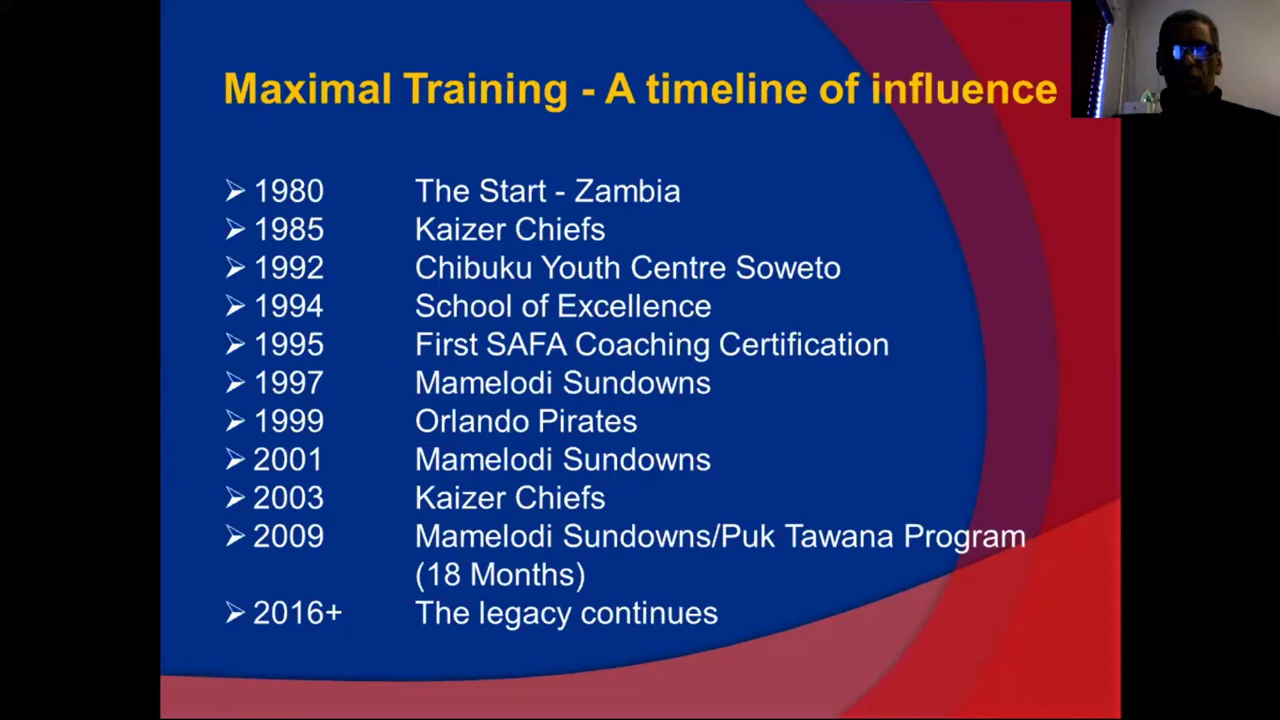 Maximal Training - A timeline of influence
➢ 1980 The Start - Zambia
➢ 1985 Kaizer Chiefs
➢ 1992 Chibuku Youth Centre Soweto
➢ 1994 School of Excellence
➢ 1995 First SAFA Coaching Certification
➢ 1997 Mamelodi Sundowns
➢ 1999 Orlando Pirates
➢ 2001 Mamelodi Sundowns
➢ 2003 Kaizer Chiefs
➢ 2009 Mamelodi Sundowns/Puk Tawana Program
(18 Months)
➢ 2016+ The legacy continues